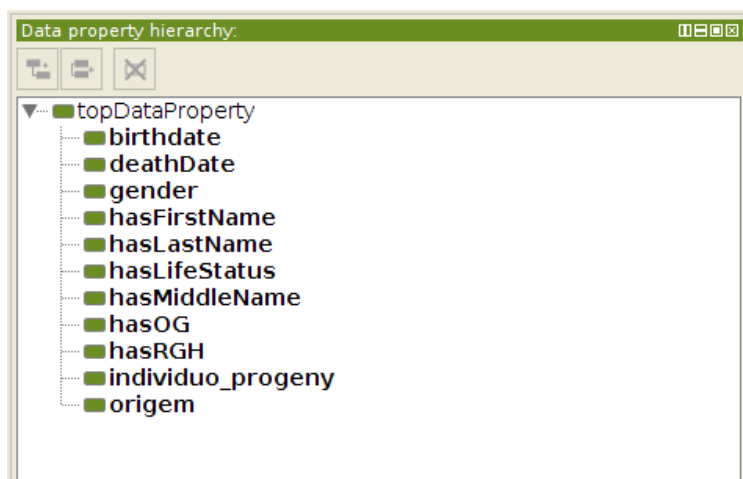 Data property hierarchy:
topDataProperty
birthdate
deathDate
gender
hasFirstName
hasLastName
hasLifeStatus
hasMiddleName
hasOG
hasRGH
individuo_progeny
origem